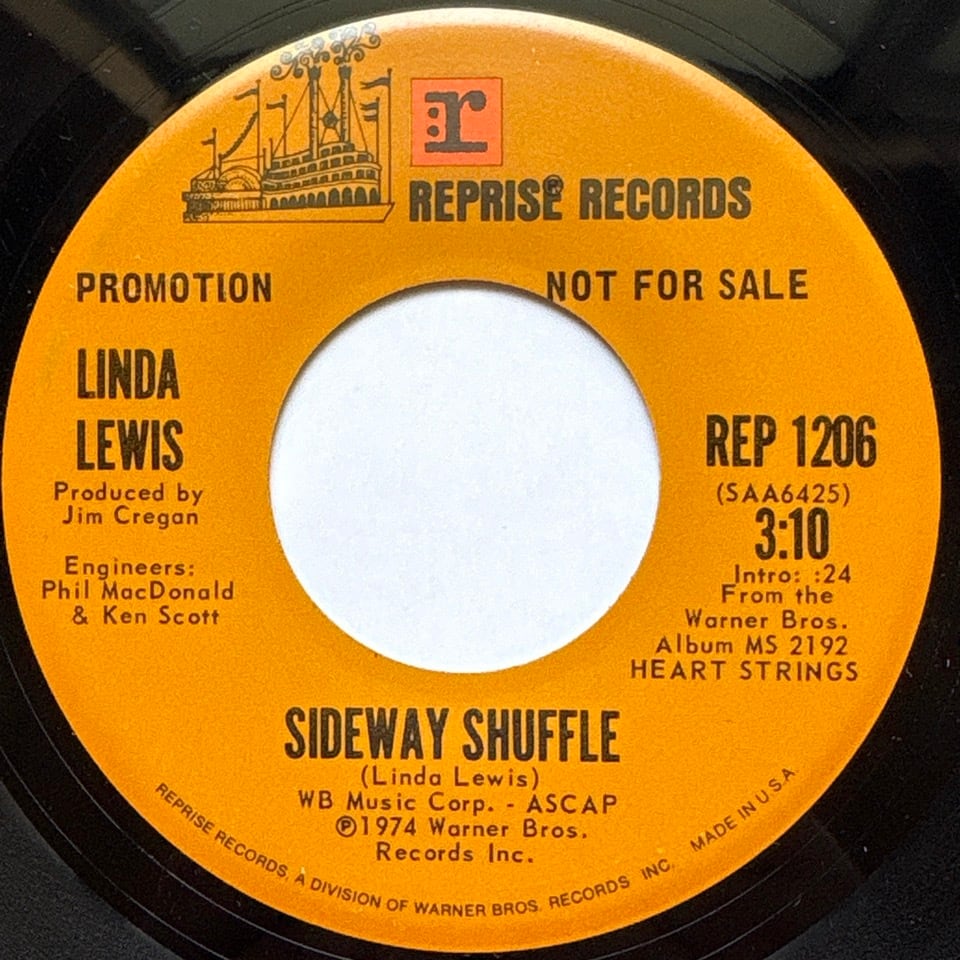 r
REPRISE® RECORDS
PROMOTION NOT FOR SALE
LINDA
LEWIS
Produced by
Jim Cregan
Engineers:
Phil MacDonald
& Ken Scott
REP 1206
(SAA6425)
3:10
Intro: :24
From the
Warner Bros.
Album MS 2192
HEART STRINGS
SIDEWAY SHUFFLE
(Linda Lewis)
WB Music Corp. - ASCAP
℗1974 Warner Bros.
Records Inc.
REPRISE RECORDS, A DIVISION OF WARNER BROS. RECORDS INC. MADE IN U.S.A.